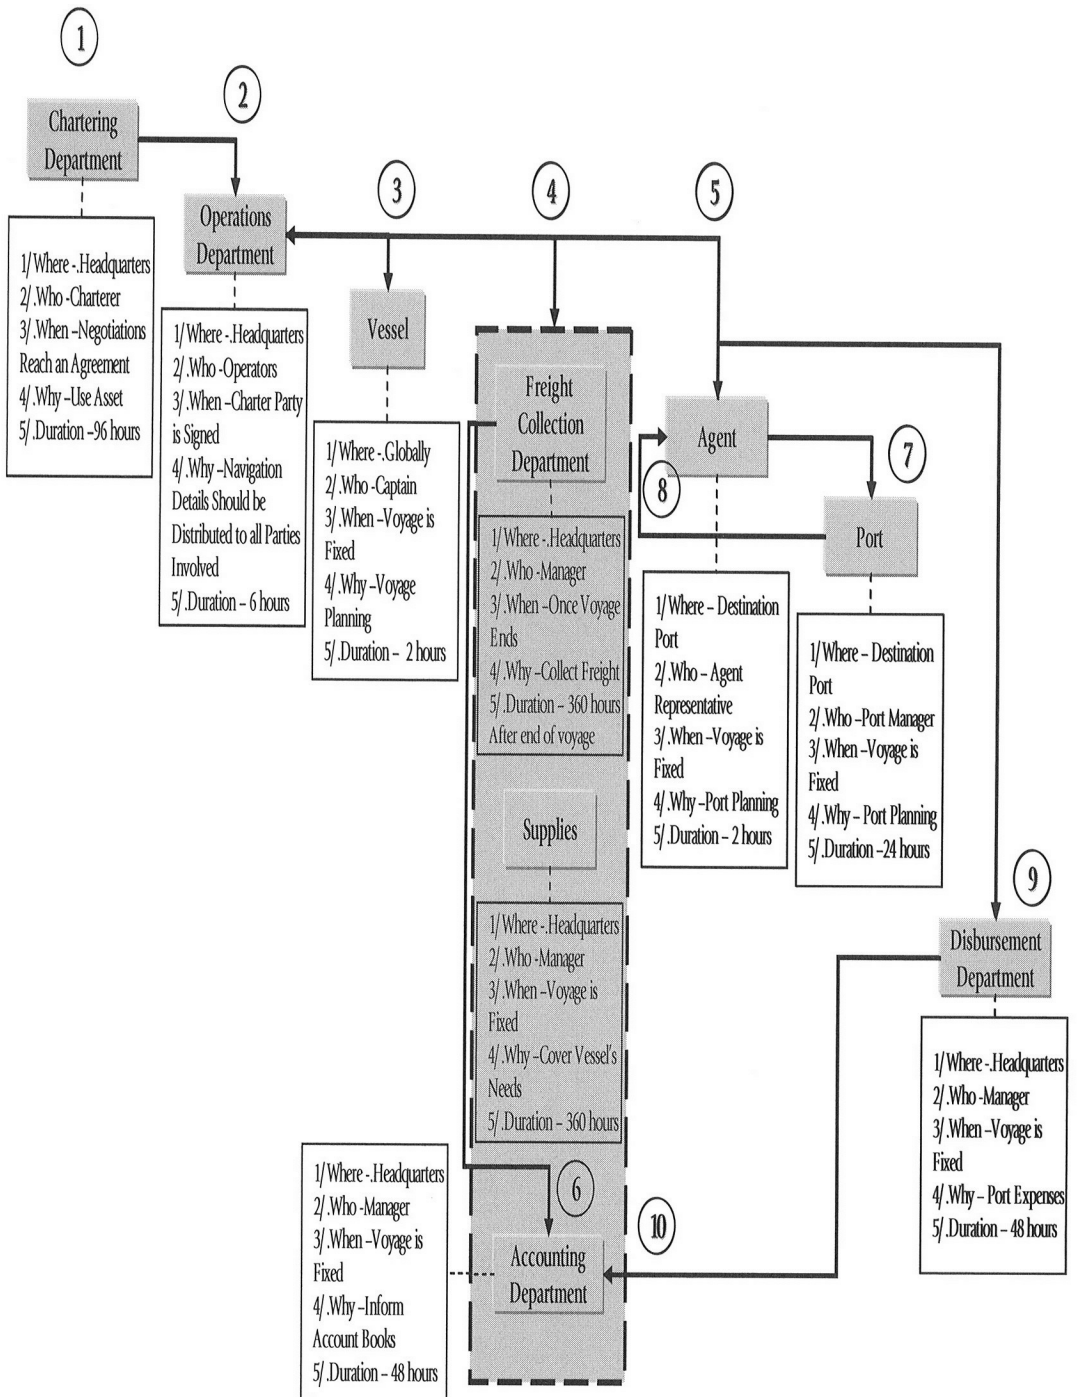 1
Chartering
Department
1/ Where -.Headquarters
2/ .Who -Charterer
3/ .When –Negotiations
Reach an Agreement
4/ .Why –Use Asset
5/ .Duration –96 hours
2
Operations
Department
1/ Where -.Headquarters
2/ .Who -Operators
3/ .When –Charter Party
is Signed
4/ .Why –Navigation
Details Should be
Distributed to all Parties
Involved
5/ .Duration – 6 hours
3
Vessel
1/ Where -.Globally
2/ .Who -Captain
3/ .When –Voyage is
Fixed
4/ .Why –Voyage
Planning
5/ .Duration – 2 hours
4
Freight
Collection
Department
1/ Where -.Headquarters
2/ .Who -Manager
3/ .When –Once Voyage
Ends
4/ .Why –Collect Freight
5/ .Duration – 360 hours
After end of voyage
Supplies
1/ Where -.Headquarters
2/ .Who -Manager
3/ .When –Voyage is
Fixed
4/ .Why –Cover Vessel's
Needs
5/ .Duration – 360 hours
5
Agent
1/ Where – Destination
Port
2/ .Who – Agent
Representative
3/ .When –Voyage is
Fixed
4/ .Why –Port Planning
5/ .Duration – 2 hours
7
8
Port
1/ Where – Destination
Port
2/ .Who –Port Manager
3/ .When –Voyage is
Fixed
4/ .Why – Port Planning
5/ .Duration –24 hours
9
Disbursement
Department
1/ Where -.Headquarters
2/ .Who -Manager
3/ .When –Voyage is
Fixed
4/ .Why – Port Expenses
5/ .Duration – 48 hours
6
10
Accounting
Department
1/ Where -.Headquarters
2/ .Who -Manager
3/ .When –Voyage is
Fixed
4/ .Why –Inform
Account Books
5/ .Duration – 48 hours